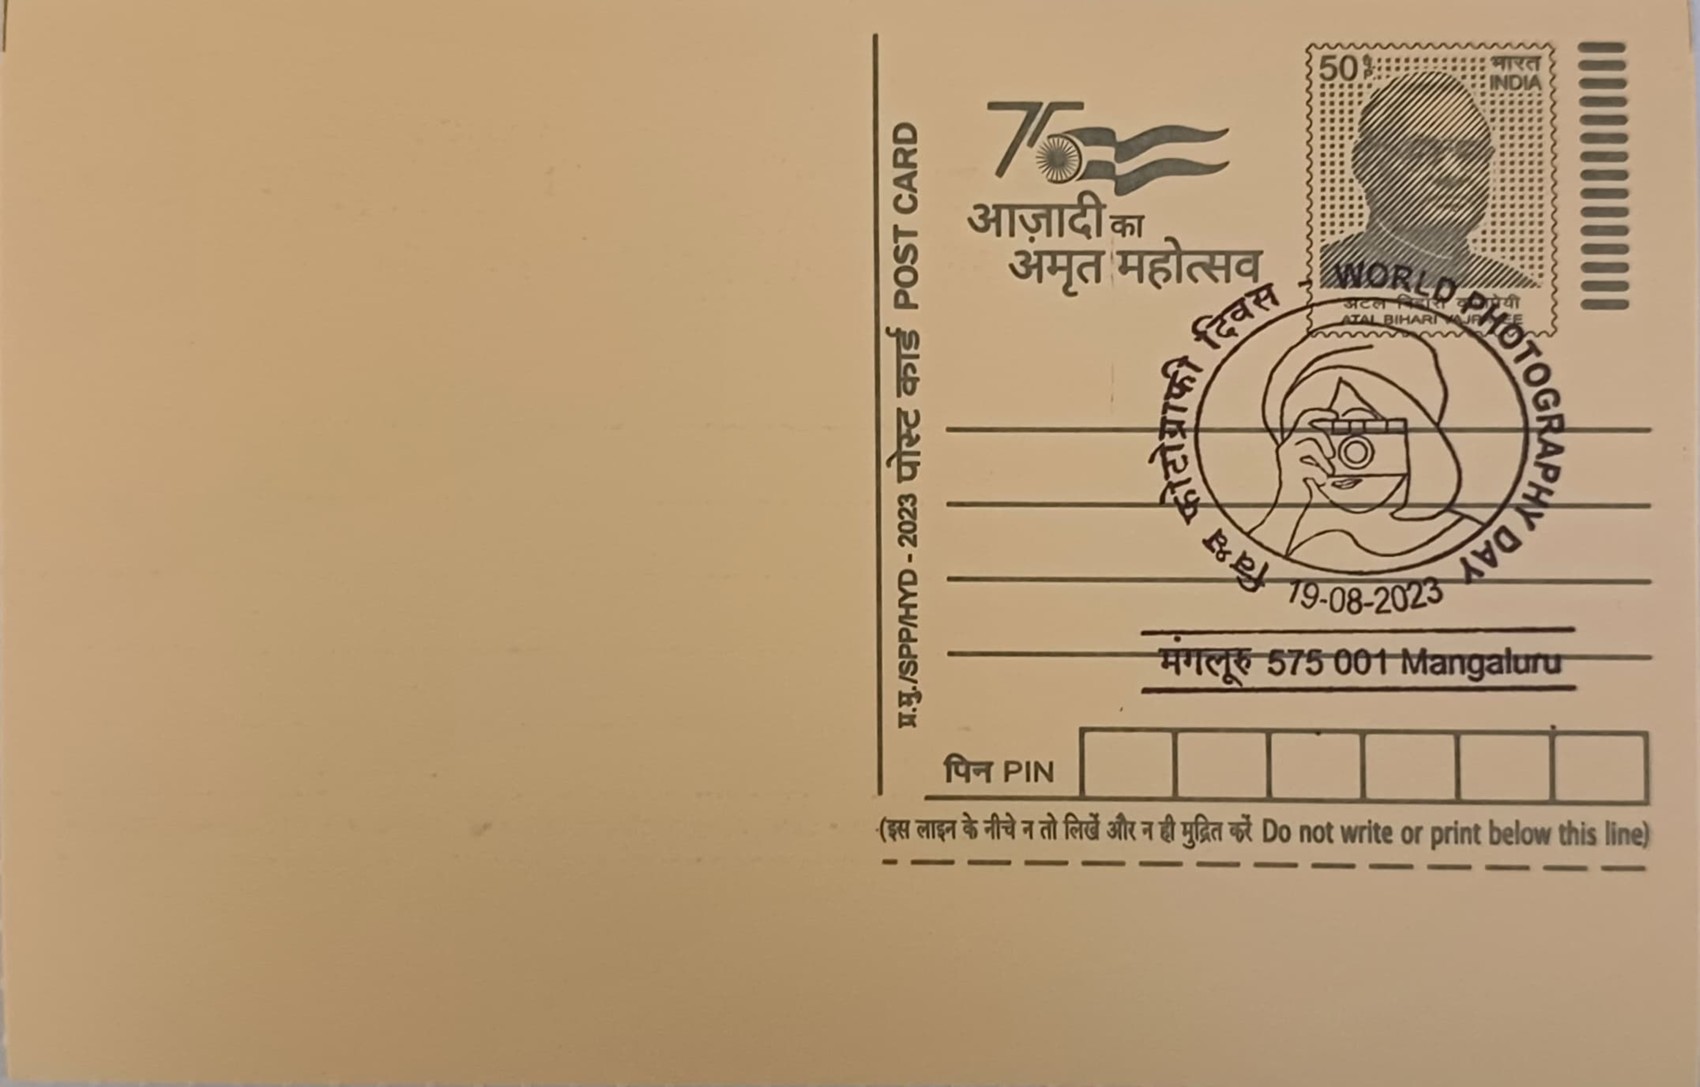 75
आज़ादी का
अमृत महोत्सव
50 पै. P.
भारत
INDIA
अटल बिहारी वाजपेयी
ATAL BIHARI VAJPAYEE
विश्व फोटोग्राफी दिवस - WORLD PHOTOGRAPHY DAY
19-08-2023
मंगलूरु 575 001 Mangaluru
प्र.मु./SPP/HYD - 2023 पोस्ट कार्ड POST CARD
पिन PIN
(इस लाइन के नीचे न तो लिखें और न ही मुद्रित करें Do not write or print below this line)